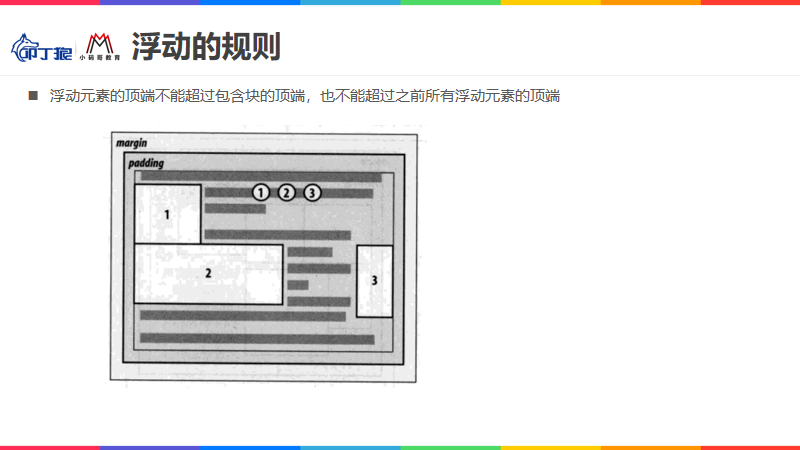 叩丁狼
小码哥教育
浮动的规则
■ 浮动元素的顶端不能超过包含块的顶端，也不能超过之前所有浮动元素的顶端
margin
padding
1 2 3
1
2
3